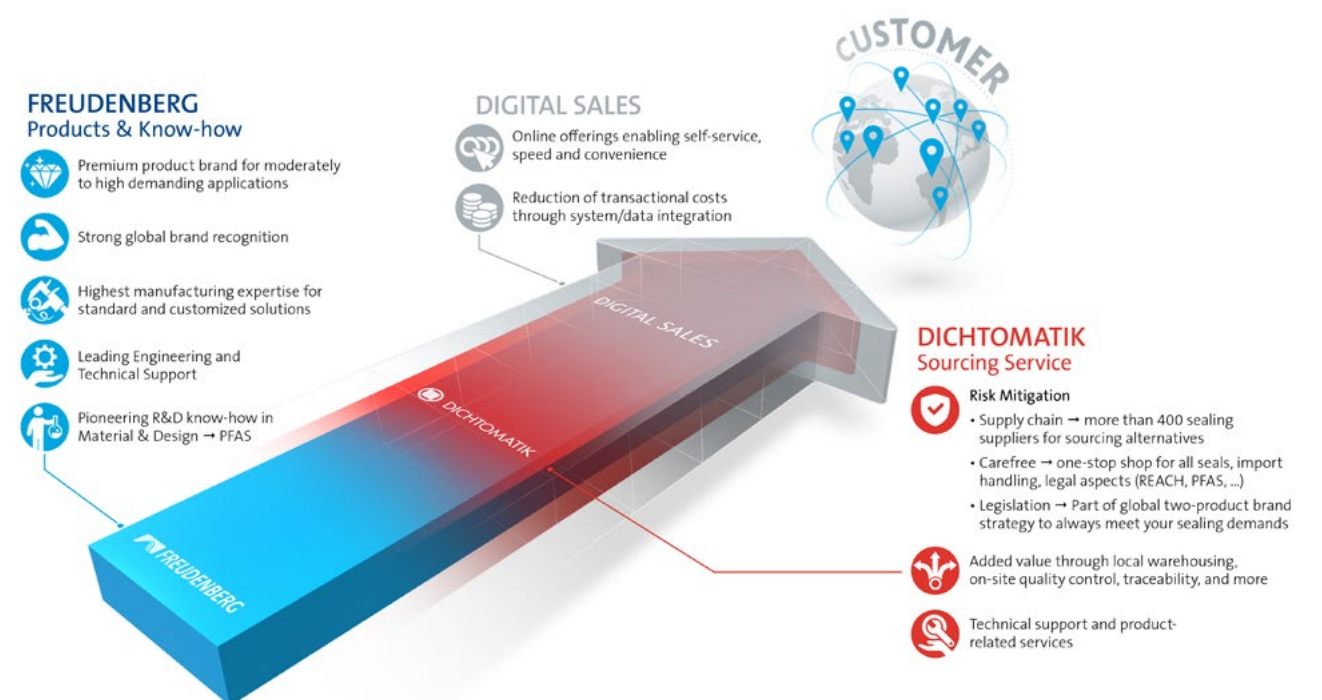 CUSTOMER
FREUDENBERG
Products & Know-how
Premium product brand for moderately
to high demanding applications
Strong global brand recognition
Highest manufacturing expertise for
standard and customized solutions
Leading Engineering and
Technical Support
Pioneering R&D know-how in
Material & Design → PFAS
DIGITAL SALES
Online offerings enabling self-service,
speed and convenience
Reduction of transactional costs
through system/data integration
DIGITAL SALES
DICHTOMATIK
FREUDENBERG
DICHTOMATIK
Sourcing Service
Risk Mitigation
• Supply chain → more than 400 sealing
suppliers for sourcing alternatives
• Carefree → one-stop shop for all seals, import
handling, legal aspects (REACH, PFAS, ...)
• Legislation → Part of global two-product brand
strategy to always meet your sealing demands
Added value through local warehousing,
on-site quality control, traceability, and more
Technical support and product-
related services